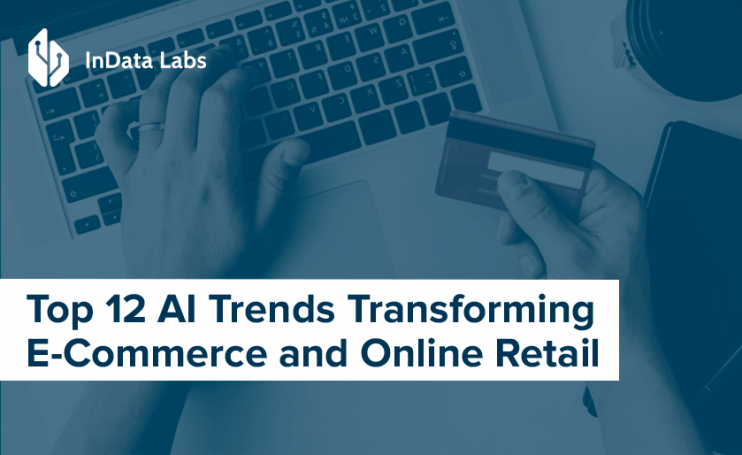 InData Labs
Top 12 AI Trends Transforming
E-Commerce and Online Retail